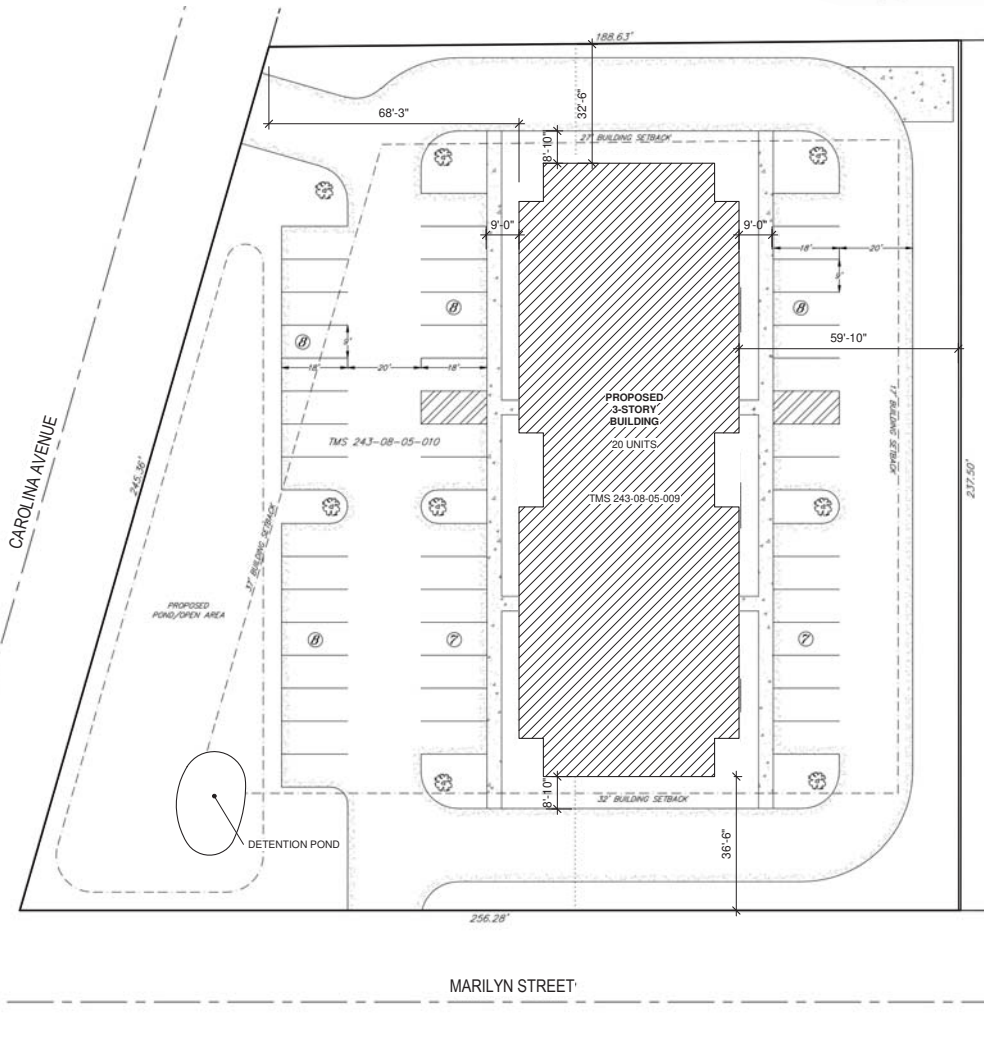 188.63'
68'-3"
32'-6"
8'-10"
27' BUILDING SETBACK
9'-0"
9'-0"
18'
20'
9'
8
8
8
9'
59'-10"
18'
20'
18'
PROPOSED
3-STORY
BUILDING
20 UNITS
17' BUILDING SETBACK
TMS 243-08-05-010
CAROLINA AVENUE
245.36'
237.50'
TMS 243-08-05-009
BUILDING SETBACK
PROPOSED
POND/OPEN AREA
8
7
7
8'-10"
32' BUILDING SETBACK
36'-6"
DETENTION POND
256.28'
MARILYN STREET